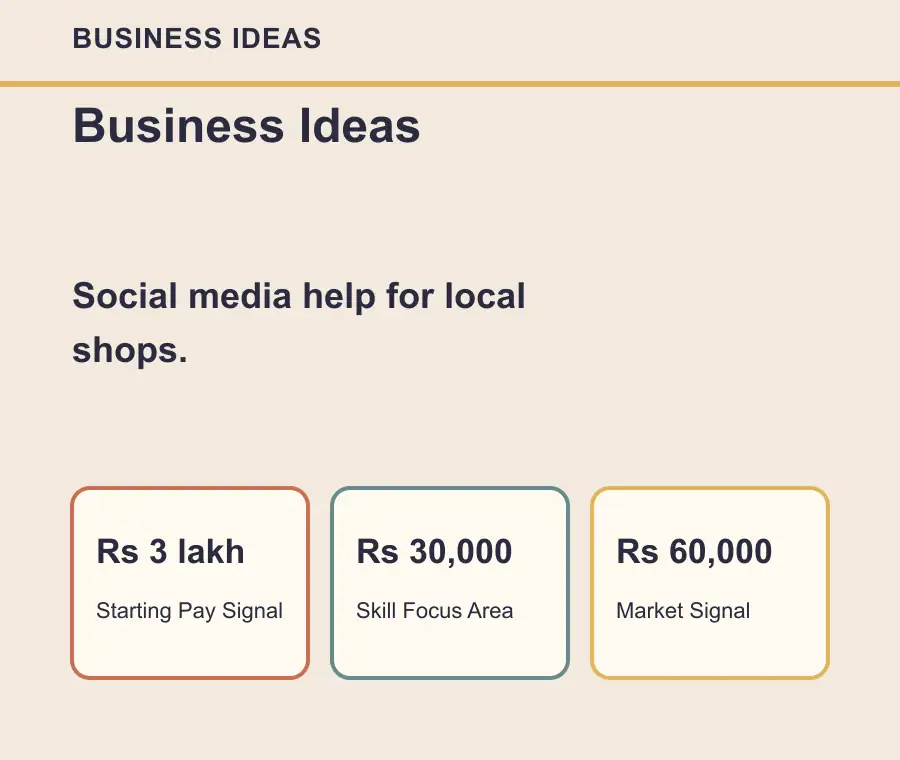 BUSINESS IDEAS
Business Ideas
Social media help for local
shops.
Rs 3 lakh
Starting Pay Signal
Rs 30,000
Skill Focus Area
Rs 60,000
Market Signal